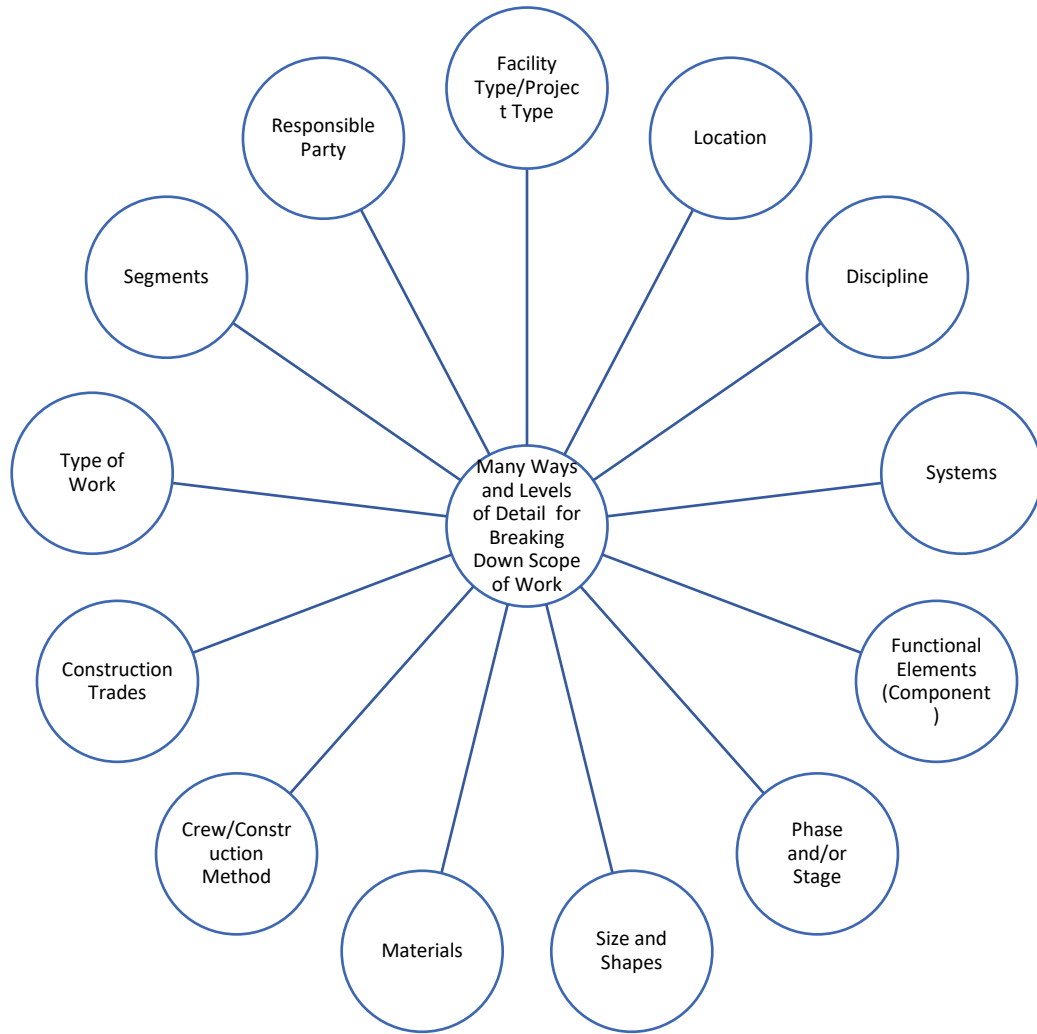 Facility
Type/Projec
t Type
Location
Discipline
Systems
Functional
Elements
(Component
)
Phase
and/or
Stage
Size and
Shapes
Materials
Crew/Constr
uction
Method
Construction
Trades
Type of
Work
Segments
Responsible
Party
Many Ways
and Levels
of Detail for
Breaking
Down Scope
of Work